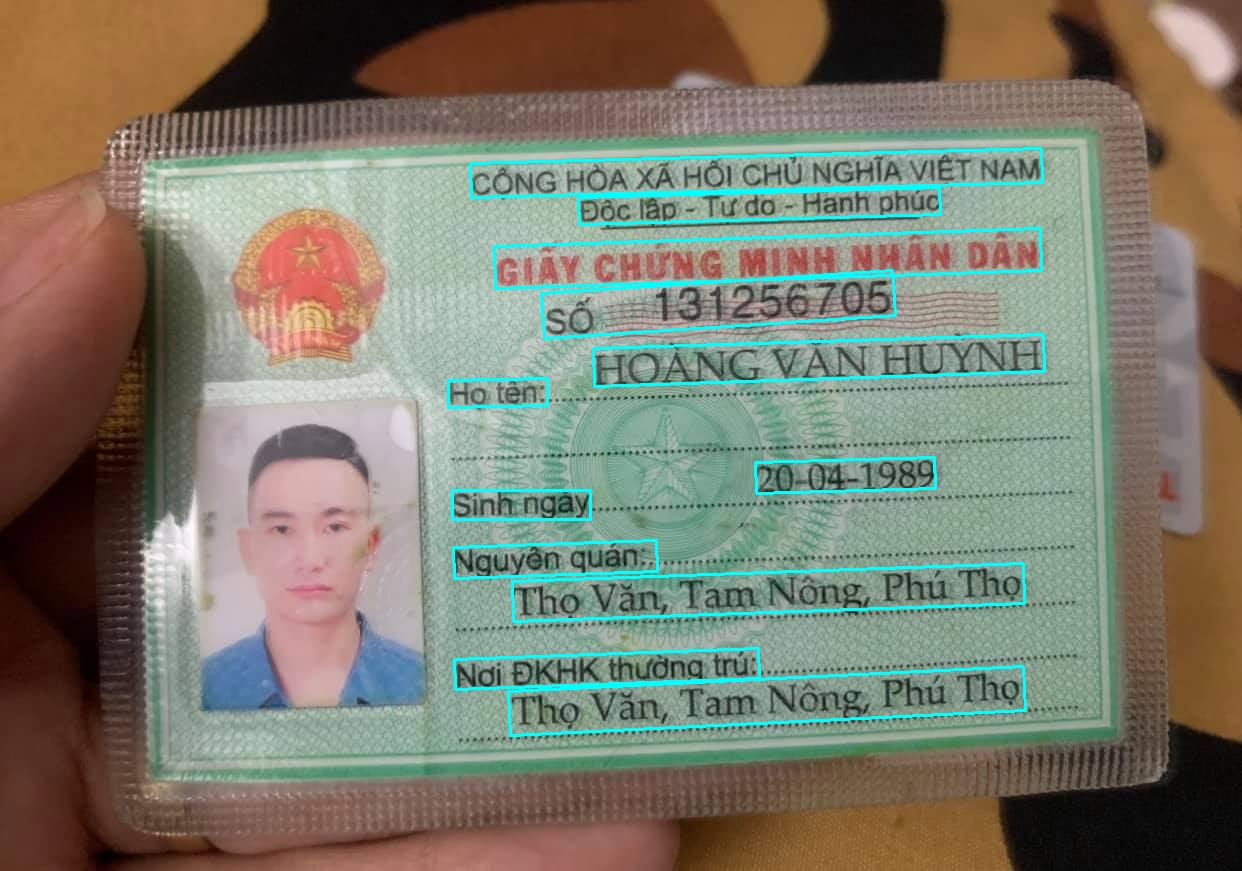 CỘNG HÒA XÃ HỘI CHỦ NGHĨA VIỆT NAM
Độc lập - Tự do - Hạnh phúc
GIẤY CHỨNG MINH NHÂN DÂN
SỐ 131256705
Họ tên: HOÀNG VĂN HUỲNH
Sinh ngày 20-04-1989
Nguyên quán:
Thọ Văn, Tam Nông, Phú Thọ
Nơi ĐKHK thường trú:
Thọ Văn, Tam Nông, Phú Thọ